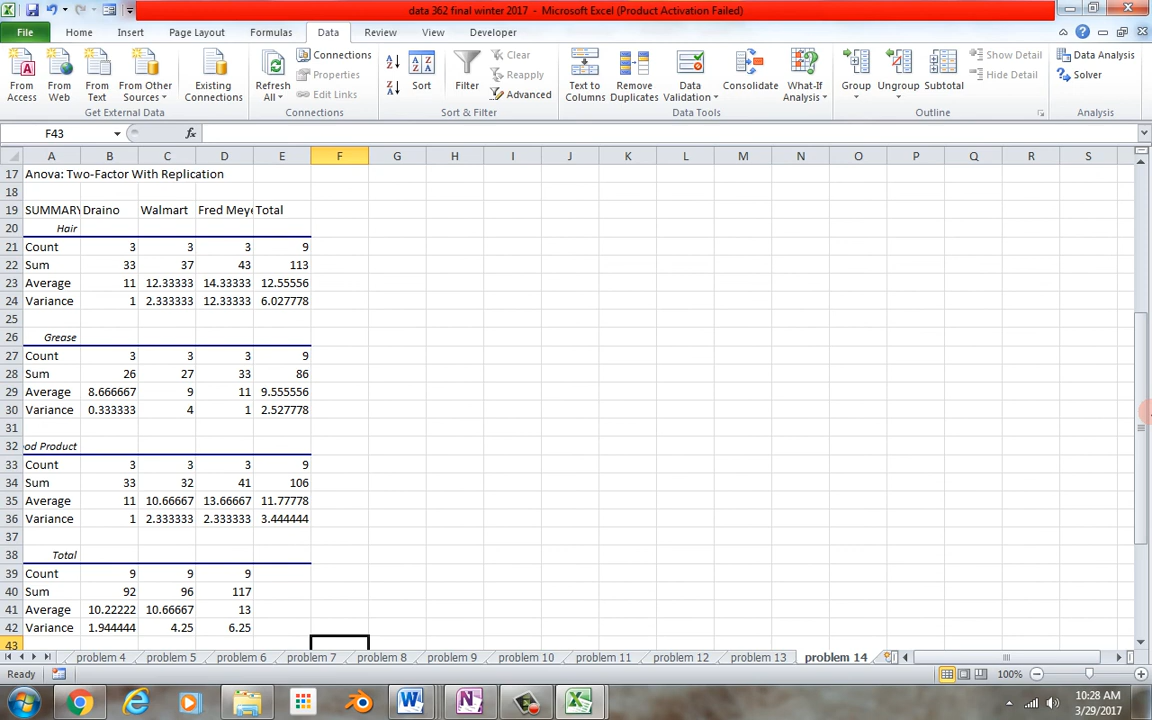 data 362 final winter 2017 - Microsoft Excel (Product Activation Failed)
File Home Insert Page Layout Formulas Data Review View Developer
From Access
From Web
From Text
From Other Sources
Existing Connections
Get External Data
Refresh All
Connections
Properties
Edit Links
Connections
Sort
Filter
Clear
Reapply
Advanced
Sort & Filter
Text to Columns
Remove Duplicates
Data Validation
Consolidate
What-If Analysis
Data Tools
Group
Ungroup
Subtotal
Show Detail
Hide Detail
Outline
Data Analysis
Solver
Analysis
F43 fx
A B C D E F G H I J K L M N O P Q R S
17 Anova: Two-Factor With Replication
18
19 SUMMARY Draino Walmart Fred Meye Total
20 Hair
21 Count 3 3 3 9
22 Sum 33 37 43 113
23 Average 11 12.33333 14.33333 12.55556
24 Variance 1 2.333333 12.33333 6.027778
25
26 Grease
27 Count 3 3 3 9
28 Sum 26 27 33 86
29 Average 8.666667 9 11 9.555556
30 Variance 0.333333 4 1 2.527778
31
32 od Product
33 Count 3 3 3 9
34 Sum 33 32 41 106
35 Average 11 10.66667 13.66667 11.77778
36 Variance 1 2.333333 2.333333 3.444444
37
38 Total
39 Count 9 9 9
40 Sum 92 96 117
41 Average 10.22222 10.66667 13
42 Variance 1.944444 4.25 6.25
43
problem 4 problem 5 problem 6 problem 7 problem 8 problem 9 problem 10 problem 11 problem 12 problem 13 problem 14
Ready 100%
10:28 AM
3/29/2017